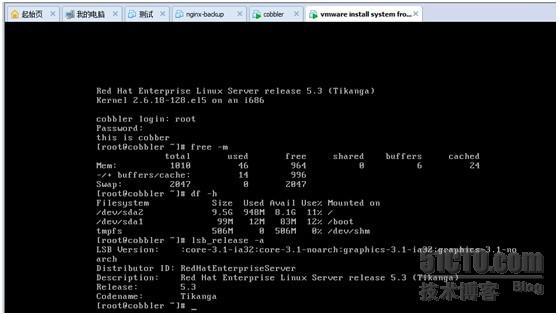 起始页 × 我的电脑 × 测试 × nginx-backup × cobbler × vmware install system fro... ×
Red Hat Enterprise Linux Server release 5.3 (Tikanga)
Kernel 2.6.18-128.el5 on an i686
cobbler login: root
Password:
this is cobber
[root@cobbler ~]# free -m
total used free shared buffers cached
Mem: 1010 46 964 0 6 24
-/+ buffers/cache: 14 996
Swap: 2047 0 2047
[root@cobbler ~]# df -h
Filesystem Size Used Avail Use% Mounted on
/dev/sda2 9.5G 948M 8.1G 11% /
/dev/sda1 99M 12M 83M 12% /boot
tmpfs 506M 0 506M 0% /dev/shm
[root@cobbler ~]# lsb_release -a
LSB Version: :core-3.1-ia32:core-3.1-noarch:graphics-3.1-ia32:graphics-3.1-no
arch
Distributor ID: RedHatEnterpriseServer
Description: Red Hat Enterprise Linux Server release 5.3 (Tikanga)
Release: 5.3
Codename: Tikanga
[root@cobbler ~]# _
51CTO.com
技术博客 Blog